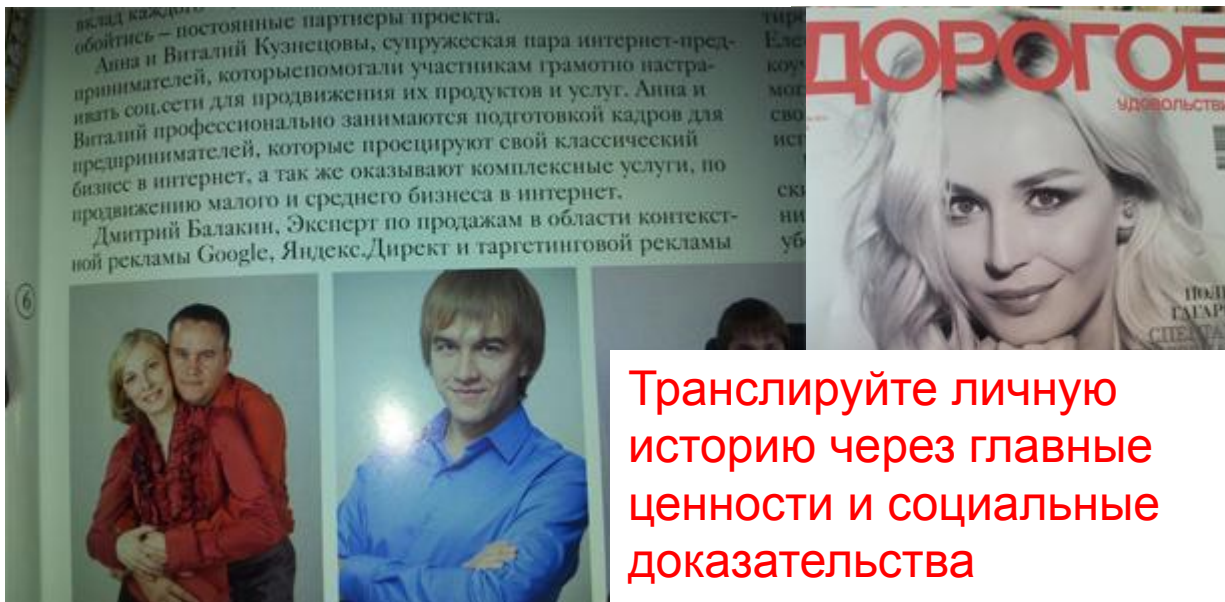 вклад каждого
обойтись – постоянные партнеры проекта.
Анна и Виталий Кузнецовы, супружеская пара интернет-пред-
принимателей, которыепомогали участникам грамотно настра-
ивать соц.сети для продвижения их продуктов и услуг. Анна и
Виталий профессионально занимаются подготовкой кадров для
предпринимателей, которые проецируют свой классический
бизнес в интернет, а так же оказывают комплексные услуги, по
продвижению малого и среднего бизнеса в интернет.
Дмитрий Балакин, Эксперт по продажам в области контекст-
ной рекламы Google, Яндекс.Директ и таргетинговой рекламы
6
ДОРОГОЕ
УДОВОЛЬСТВИ
Транслируйте личную
историю через главные
ценности и социальные
доказательства